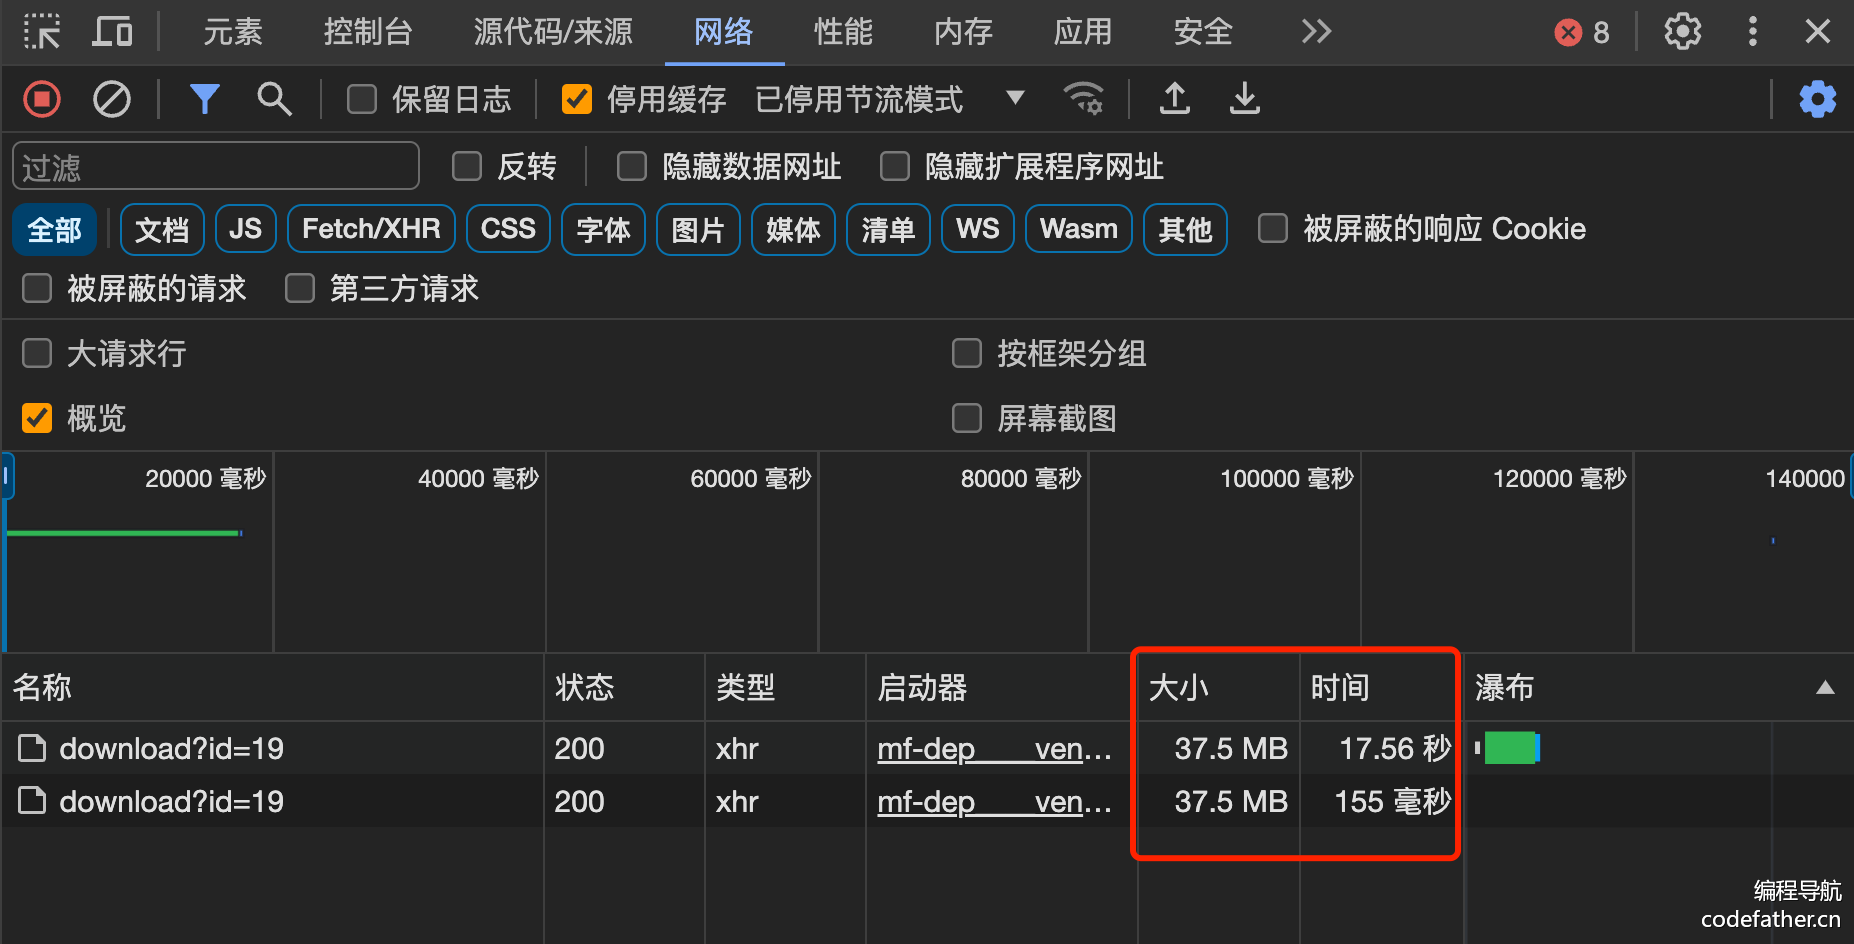 元素 控制台 源代码/来源 网络 性能 内存 应用 安全 8
保留日志 停用缓存 已停用节流模式
过滤 反转 隐藏数据网址 隐藏扩展程序网址
全部 文档 JS Fetch/XHR CSS 字体 图片 媒体 清单 WS Wasm 其他 被屏蔽的响应 Cookie
被屏蔽的请求 第三方请求
大请求行 按框架分组
概览 屏幕截图
20000 毫秒 40000 毫秒 60000 毫秒 80000 毫秒 100000 毫秒 120000 毫秒 140000
名称 状态 类型 启动器 大小 时间 瀑布
download?id=19 200 xhr mf-dep____ven... 37.5 MB 17.56 秒
download?id=19 200 xhr mf-dep____ven... 37.5 MB 155 毫秒
编程导航
codefather.cn